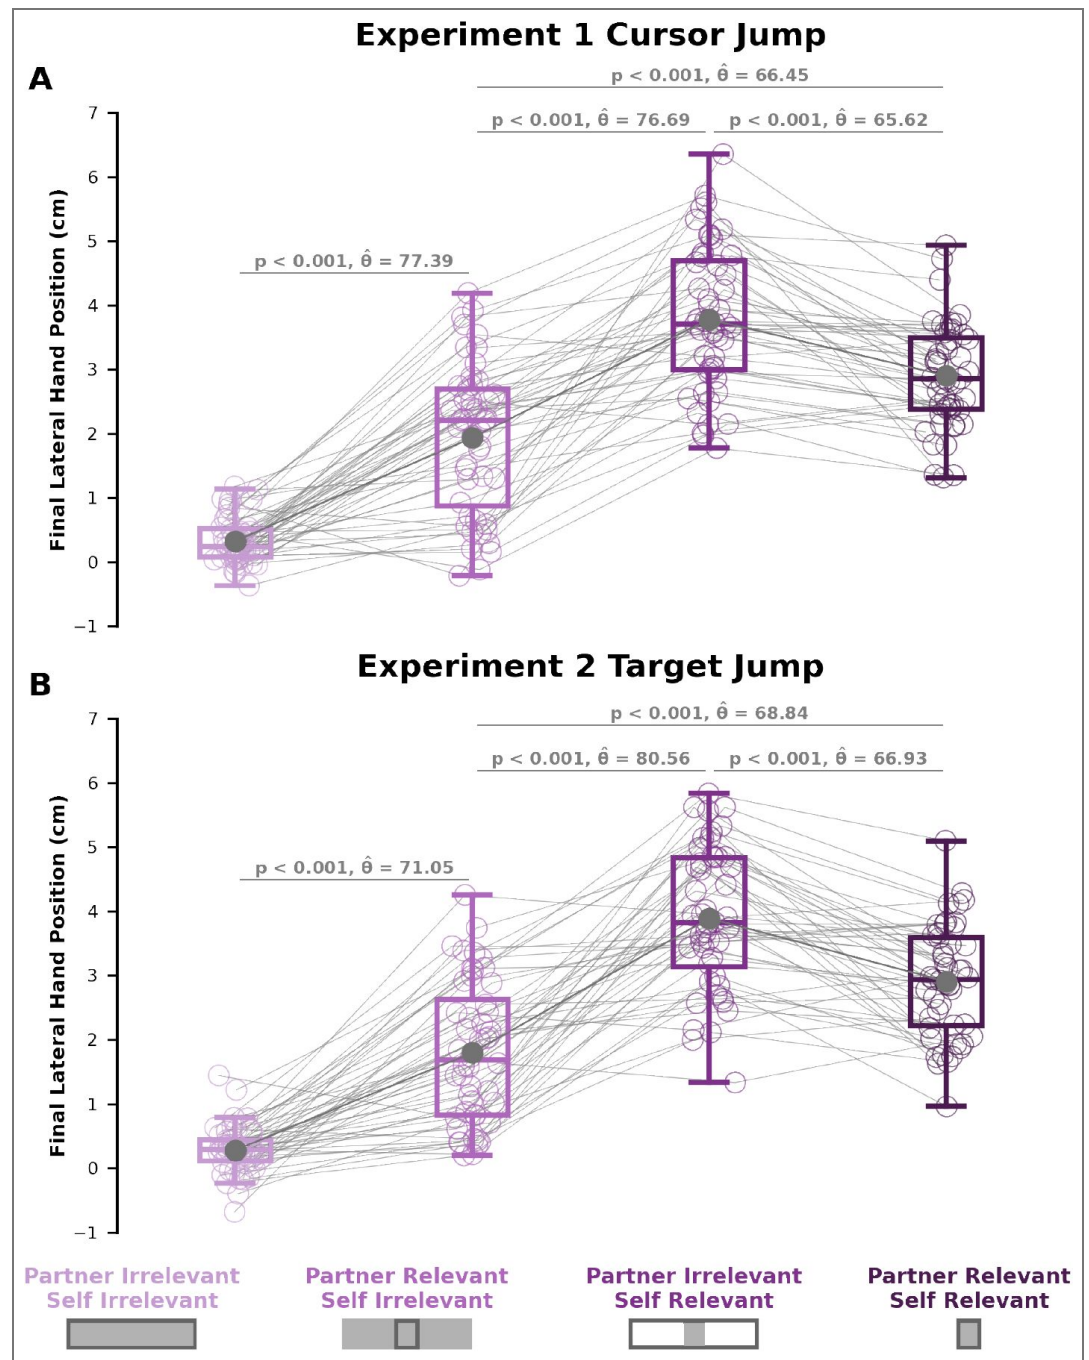 Experiment 1 Cursor Jump
A
p < 0.001, θ̂ = 66.45
p < 0.001, θ̂ = 76.69
p < 0.001, θ̂ = 65.62
p < 0.001, θ̂ = 77.39
Final Lateral Hand Position (cm)
7
6
5
4
3
2
1
0
−1
Experiment 2 Target Jump
B
p < 0.001, θ̂ = 68.84
p < 0.001, θ̂ = 80.56
p < 0.001, θ̂ = 66.93
p < 0.001, θ̂ = 71.05
Final Lateral Hand Position (cm)
7
6
5
4
3
2
1
0
−1
Partner Irrelevant
Self Irrelevant
Partner Relevant
Self Irrelevant
Partner Irrelevant
Self Relevant
Partner Relevant
Self Relevant